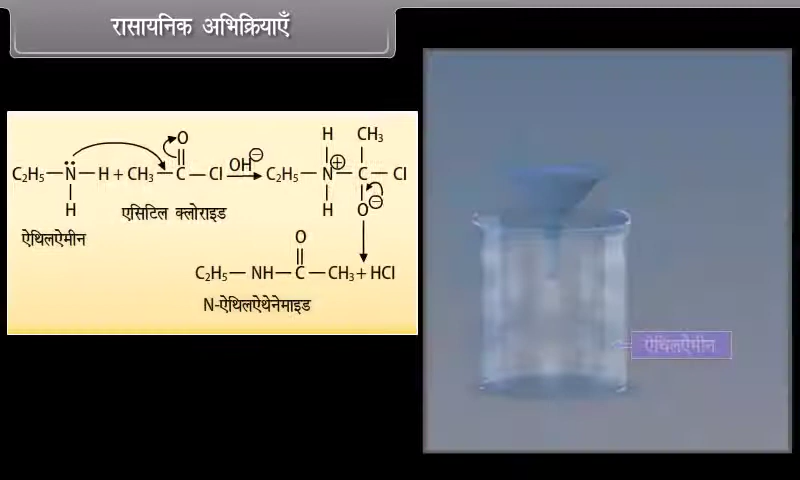 रासायनिक अभिक्रियाएँ
O
H CH₃
C₂H₅—N̈—H + CH₃—C—Cl OH⊖ C₂H₅—N⊕—C—Cl
H H O⊖
एसिटिल क्लोराइड
ऐथिलऐमीन
O
C₂H₅—NH—C—CH₃ + HCl
N-ऐथिलऐथेनेमाइड
ऐथिलऐमीन